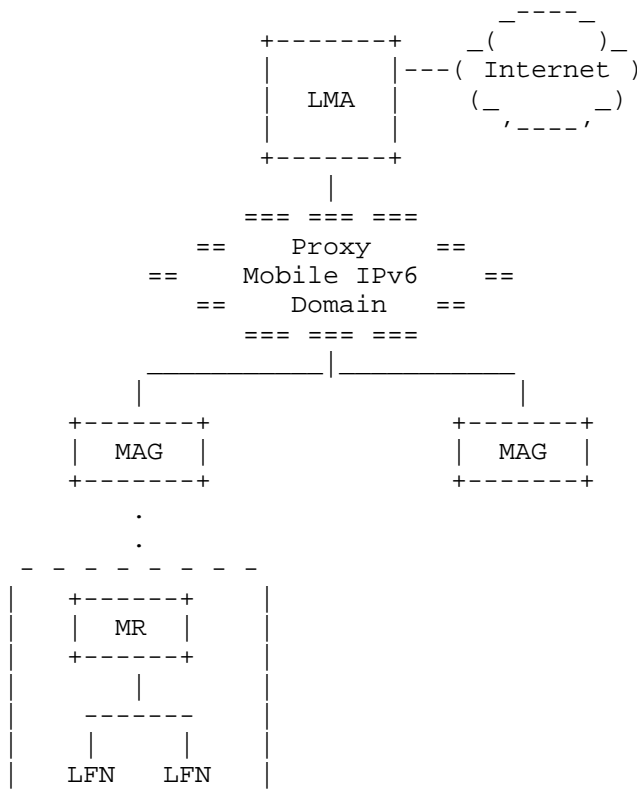 Internet
LMA
Proxy
Mobile IPv6
Domain
MAG MAG
MR
LFN LFN